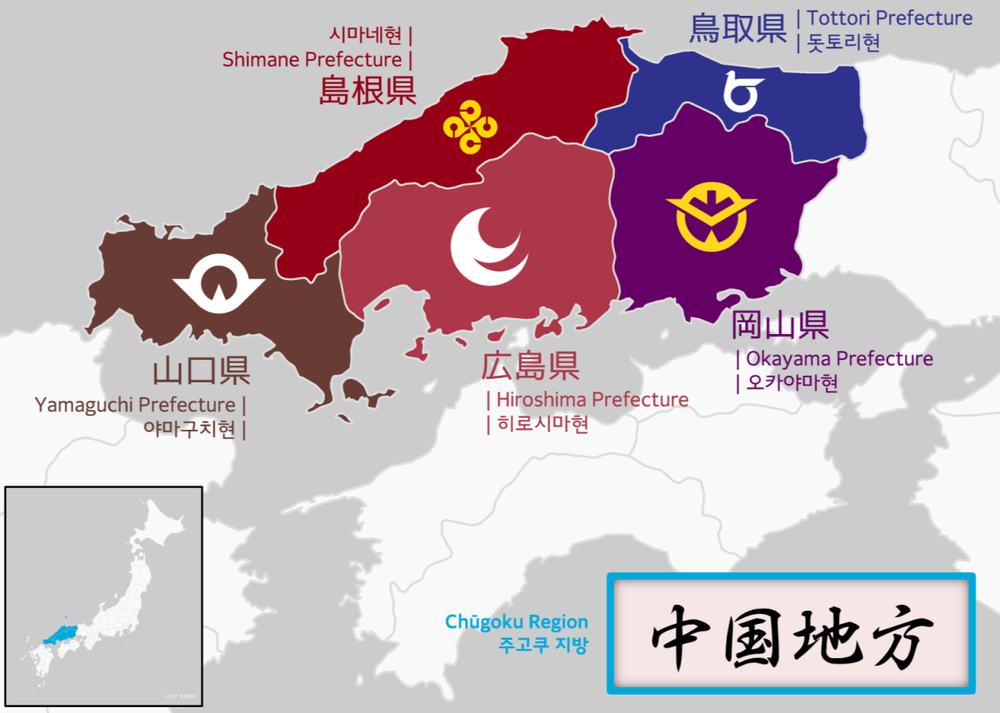 시마네현 |
Shimane Prefecture |
島根県
鳥取県
| Tottori Prefecture
| 돗토리현
岡山県
| Okayama Prefecture
| 오카야마현
広島県
| Hiroshima Prefecture
| 히로시마현
山口県
Yamaguchi Prefecture |
야마구치현 |
Chūgoku Region
주고쿠 지방
中国地方